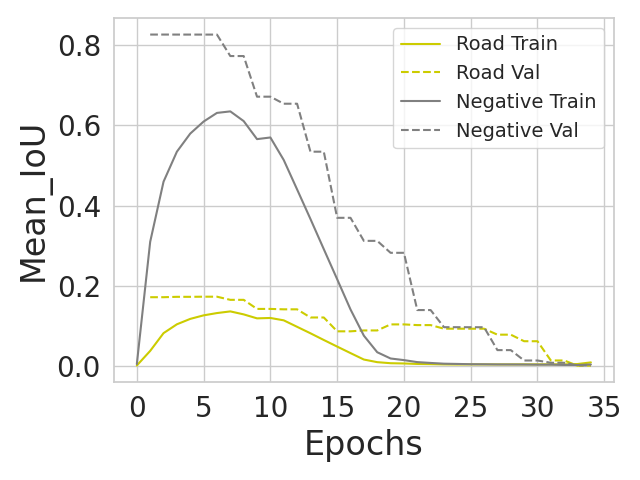 Road Train
Road Val
Negative Train
Negative Val
Mean_IoU
0.8
0.6
0.4
0.2
0.0
0 5 10 15 20 25 30 35
Epochs